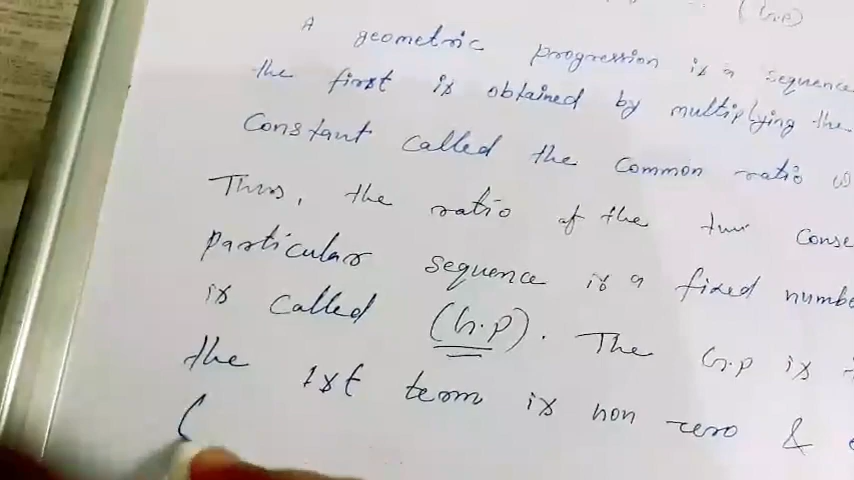 (G.P)
A geometric progression is a sequence
the first is obtained by multiplying the
Constant called the common ratio
Thus, the ratio of the two conse
particular sequence is a fixed numbe
is called (G.P). The G.P is
the 1st term is non zero &
(